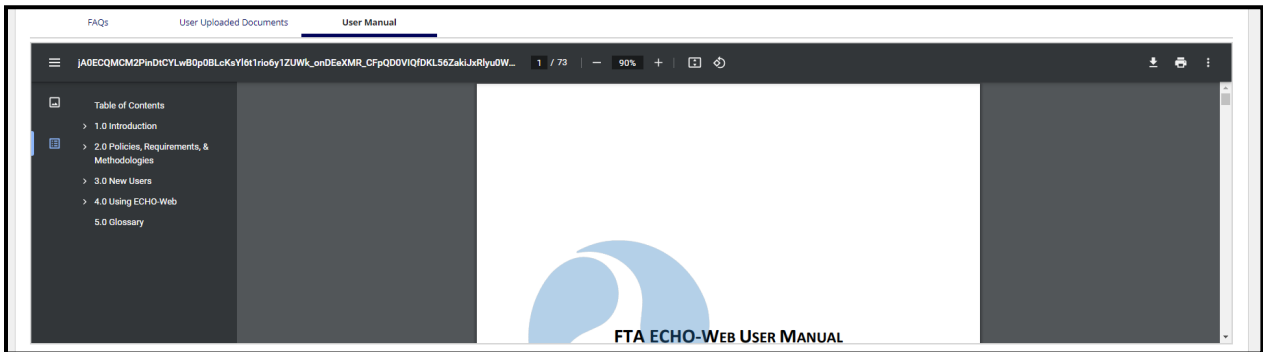 FAQs User Uploaded Documents User Manual
jA0ECQMCM2PinDtCYLwB0p0BLcKsYl6t1rio6y1ZUWk_onDEeXMR_CFpQD0VIQfDKL56ZakiJxRlyu0W... 1 / 73 90%
Table of Contents
1.0 Introduction
2.0 Policies, Requirements, &
Methodologies
3.0 New Users
4.0 Using ECHO-Web
5.0 Glossary
FTA ECHO-WEB USER MANUAL